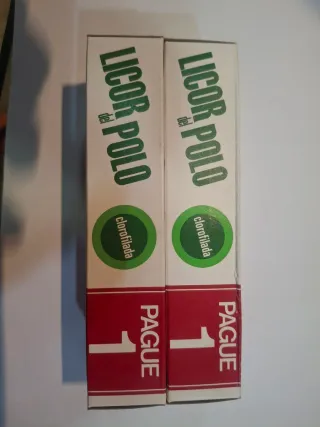 LICOR
del POLO
clorofilada
PAGUE
1
LICOR
del POLO
clorofilada
PAGUE
1